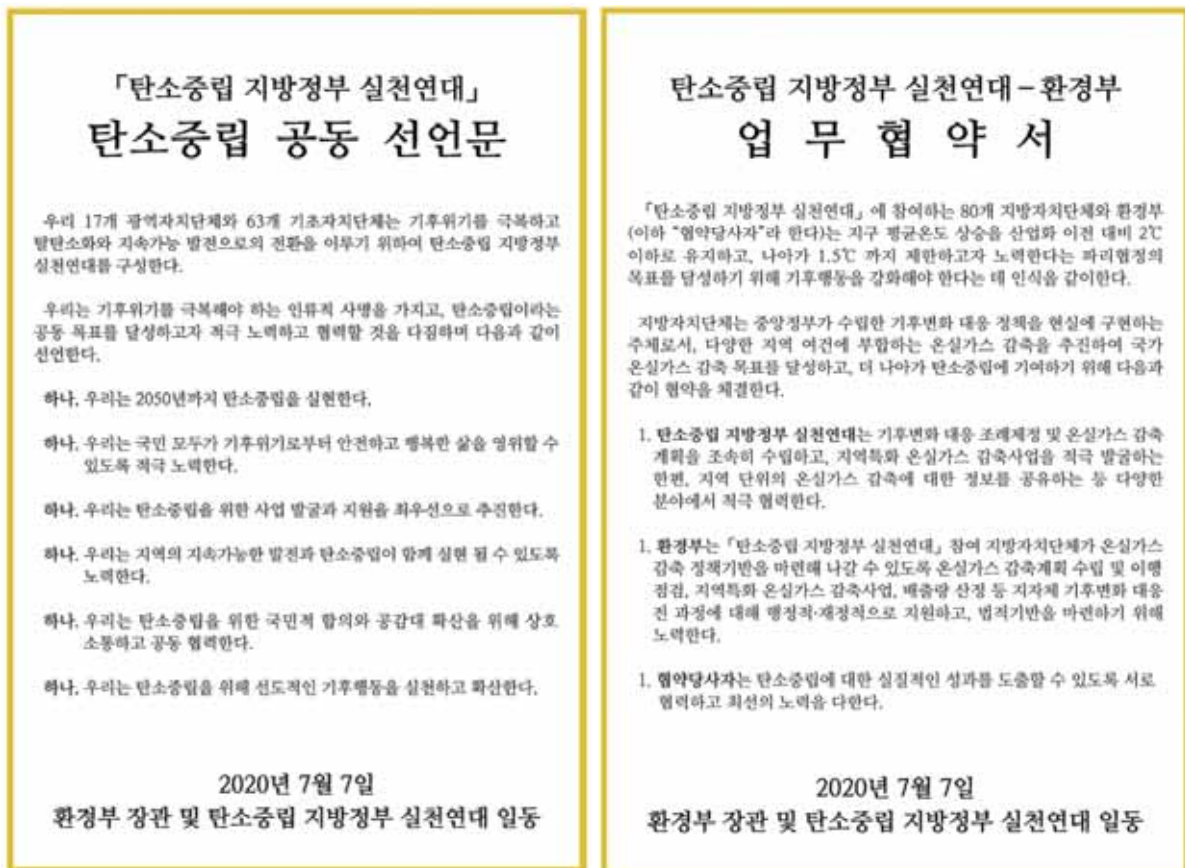 「탄소중립 지방정부 실천연대」
탄소중립 공동 선언문
우리 17개 광역자치단체와 63개 기초자치단체는 기후위기를 극복하고
탈탄소화와 지속가능 발전으로의 전환을 이루기 위하여 탄소중립 지방정부
실천연대를 구성한다.
우리는 기후위기를 극복해야 하는 인류적 사명을 가지고, 탄소중립이라는
공동 목표를 달성하고자 적극 노력하고 협력할 것을 다짐하며 다음과 같이
선언한다.
하나. 우리는 2050년까지 탄소중립을 실현한다.
하나. 우리는 국민 모두가 기후위기로부터 안전하고 행복한 삶을 영위할 수
있도록 적극 노력한다.
하나. 우리는 탄소중립을 위한 사업 발굴과 지원을 최우선으로 추진한다.
하나. 우리는 지역의 지속가능한 발전과 탄소중립이 함께 실현 될 수 있도록
노력한다.
하나. 우리는 탄소중립을 위한 국민적 합의와 공감대 확산을 위해 상호
소통하고 공동 협력한다.
하나. 우리는 탄소중립을 위해 선도적인 기후행동을 실천하고 확산한다.
2020년 7월 7일
환경부 장관 및 탄소중립 지방정부 실천연대 일동
탄소중립 지방정부 실천연대-환경부
업 무 협 약 서
「탄소중립 지방정부 실천연대」에 참여하는 80개 지방자치단체와 환경부
(이하 "협약당사자"라 한다)는 지구 평균온도 상승을 산업화 이전 대비 2℃
이하로 유지하고, 나아가 1.5℃ 까지 제한하고자 노력한다는 파리협정의
목표를 달성하기 위해 기후행동을 강화해야 한다는 데 인식을 같이한다.
지방자치단체는 중앙정부가 수립한 기후변화 대응 정책을 현실에 구현하는
주체로서, 다양한 지역 여건에 부합하는 온실가스 감축을 추진하여 국가
온실가스 감축 목표를 달성하고, 더 나아가 탄소중립에 기여하기 위해 다음과
같이 협약을 체결한다.
1. 탄소중립 지방정부 실천연대는 기후변화 대응 조례제정 및 온실가스 감축
계획을 조속히 수립하고, 지역특화 온실가스 감축사업을 적극 발굴하는
한편, 지역 단위의 온실가스 감축에 대한 정보를 공유하는 등 다양한
분야에서 적극 협력한다.
1. 환경부는「탄소중립 지방정부 실천연대」참여 지방자치단체가 온실가스
감축 정책기반을 마련해 나갈 수 있도록 온실가스 감축계획 수립 및 이행
점검, 지역특화 온실가스 감축사업, 배출량 산정 등 지자체 기후변화 대응
전 과정에 대해 행정적·재정적으로 지원하고, 법적기반을 마련하기 위해
노력한다.
1. 협약당사자는 탄소중립에 대한 실질적인 성과를 도출할 수 있도록 서로
협력하고 최선의 노력을 다한다.
2020년 7월 7일
환경부 장관 및 탄소중립 지방정부 실천연대 일동